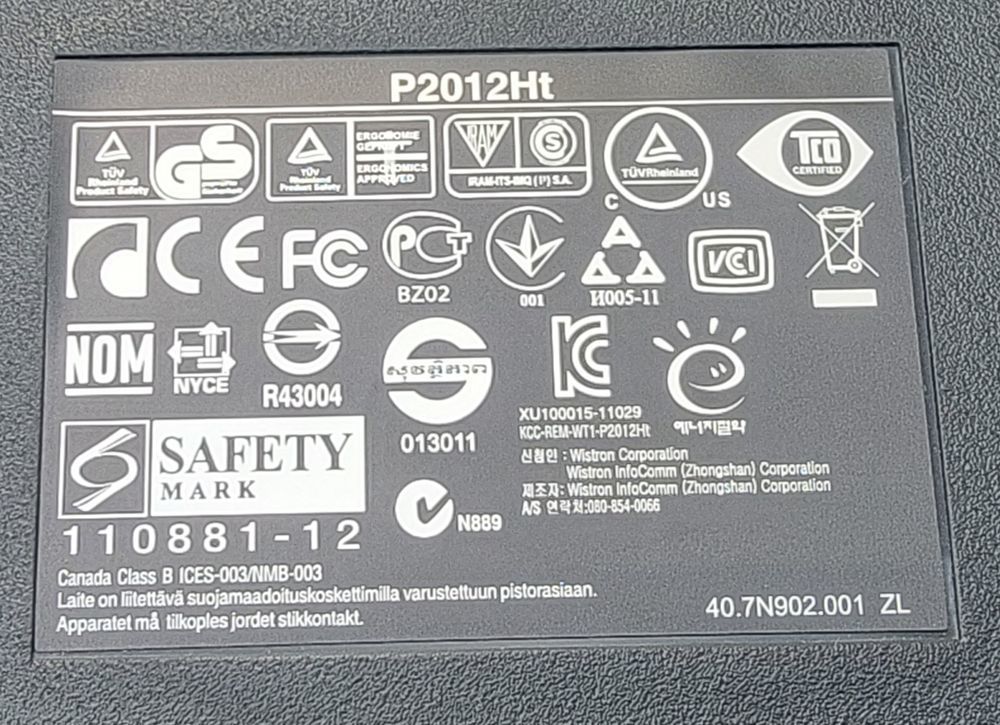 P2012Ht
TÜV
Rheinland
Product Safety
GS
TÜV
Rheinland
Product Safety
ERGONOMIE
GEPRÜFT
ERGONOMICS
APPROVED
IRAM
S
IRAM-ITS-IMQ (P) S.A.
TÜVRheinland
C US
TCO
CERTIFIED
CE
FC
PCT
BZ02
001
И005-11
VCI
NOM
NYCE
R43004
013011
KC
XU100015-11029
KCC-REM-WT1-P2012Ht
에너지절약
신청인 : Wistron Corporation
Wistron InfoComm (Zhongshan) Corporation
제조자: Wistron InfoComm (Zhongshan) Corporation
A/S 연락처:080-854-0066
SAFETY
MARK
110881-12
N889
Canada Class B ICES-003/NMB-003
Laite on liitettävä suojamaadoituskoskettimilla varustettuun pistorasiaan.
Apparatet må tilkoples jordet stikkontakt.
40.7N902.001 ZL